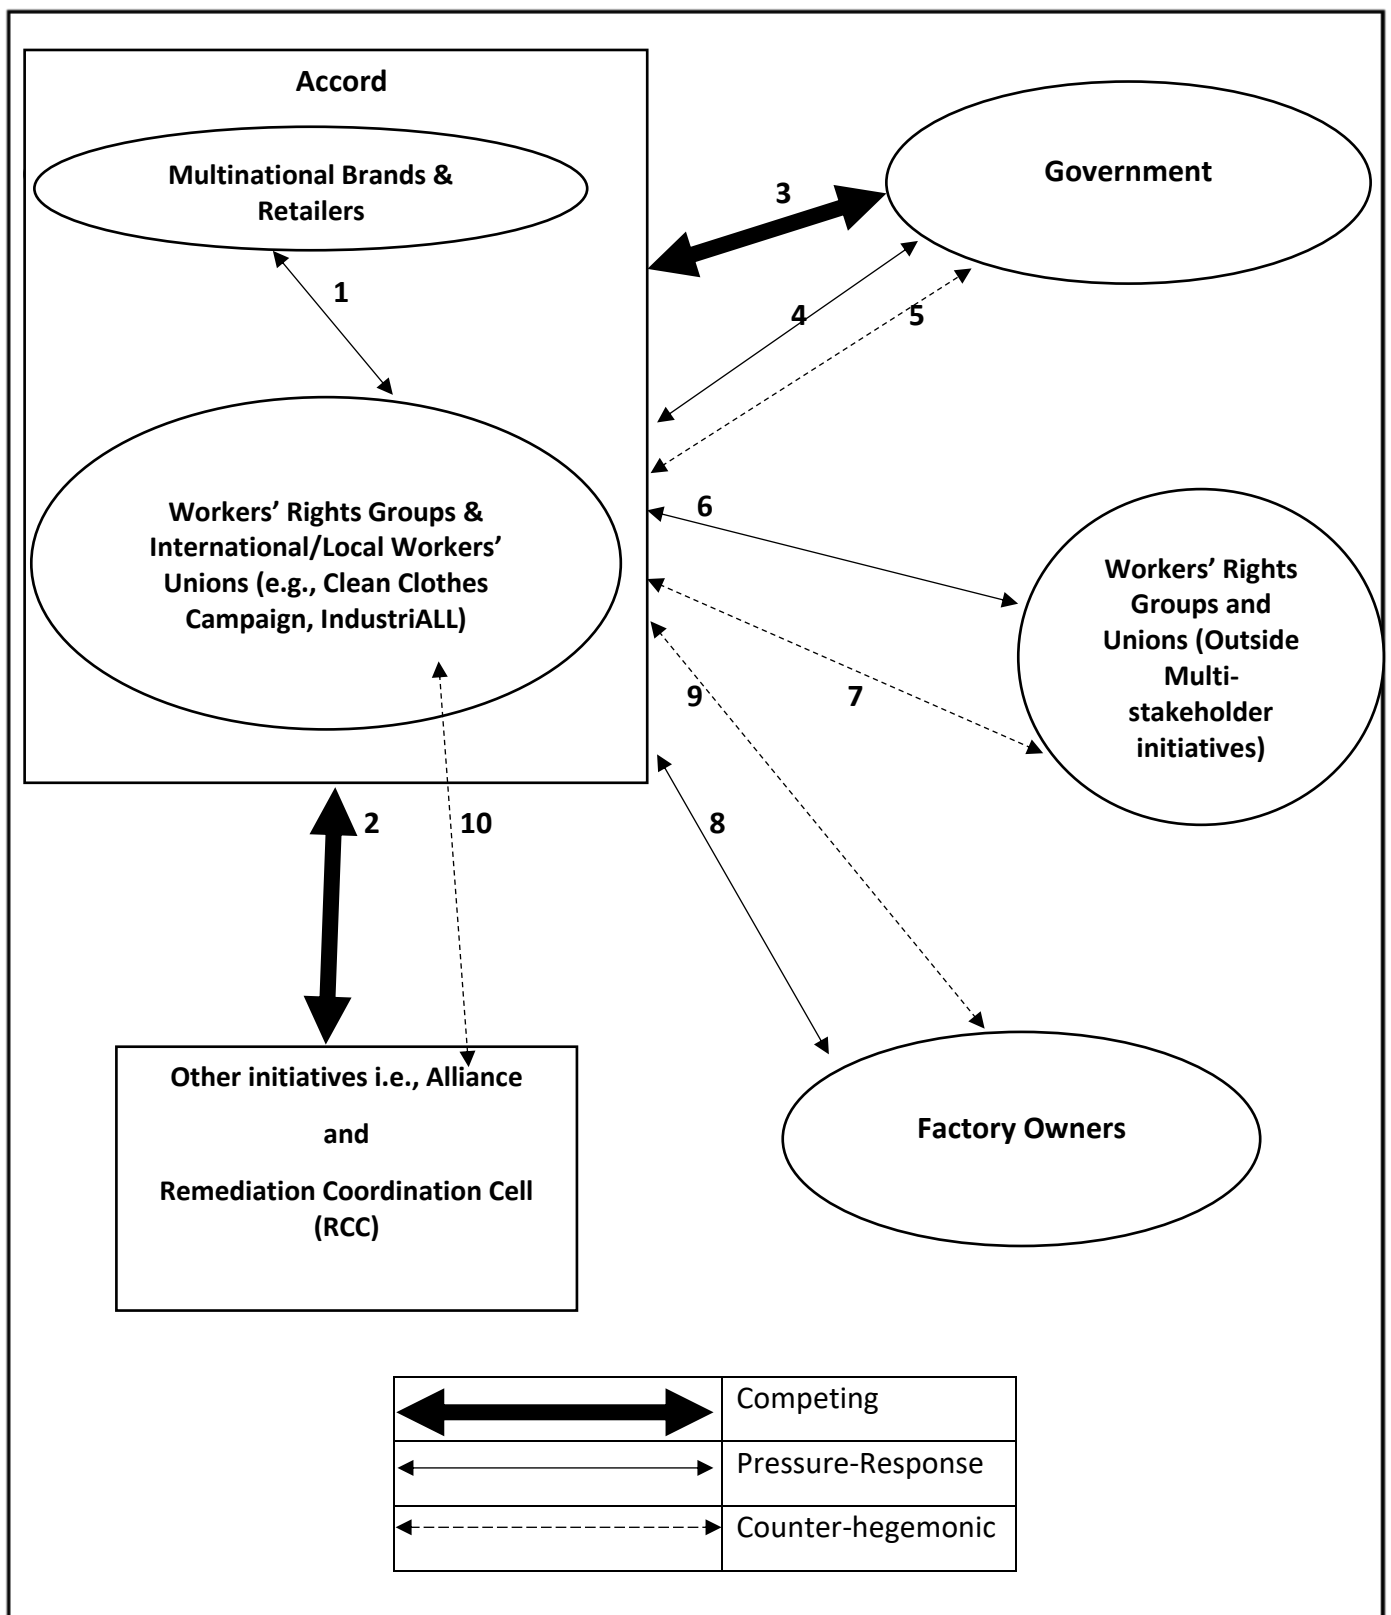 Accord
Multinational Brands &
Retailers
Government
3
1
4
5
Workers’ Rights Groups &
International/Local Workers’
Unions (e.g., Clean Clothes
Campaign, IndustriALL)
6
Workers’ Rights
Groups and
Unions (Outside
Multi-
stakeholder
initiatives)
9
7
2
10
8
Other initiatives i.e., Alliance
and
Remediation Coordination Cell
(RCC)
Factory Owners
Competing
Pressure-Response
Counter-hegemonic